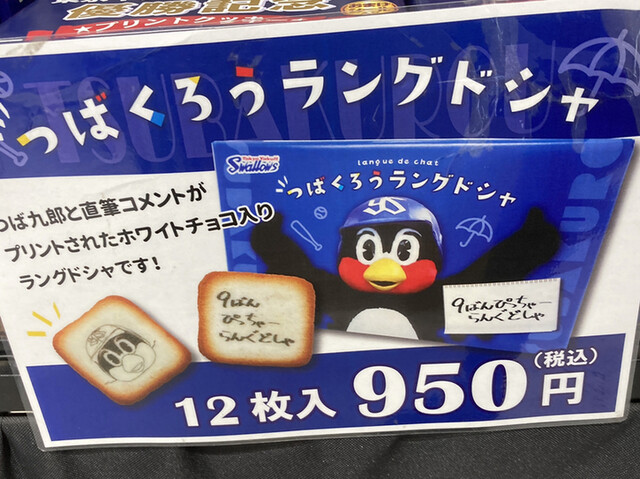 優勝記念
★プリントクッキー★
TSUBAKUROU
つばくろうラングドシャ
つば九郎と直筆コメントが
プリントされたホワイトチョコ入り
ラングドシャです!
Tokyo Yakult
Swallows
langue de chat
つばくろうラングドシャ
YS
9ばん
ぴっちゃー
らんぐどしゃ
9ばんぴっちゃー
らんぐどしゃ
12枚入 950円
(税込)